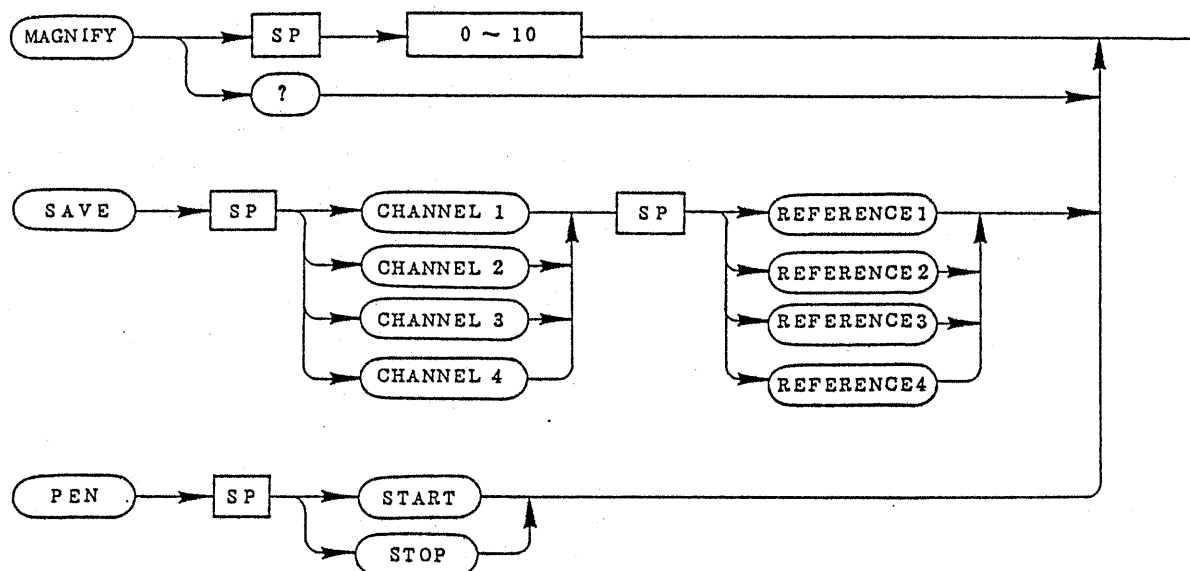 MAGNIFY SP 0 ~ 10
?
SAVE SP CHANNEL 1 SP REFERENCE1
CHANNEL 2 REFERENCE2
CHANNEL 3 REFERENCE3
CHANNEL 4 REFERENCE4
PEN SP START
STOP